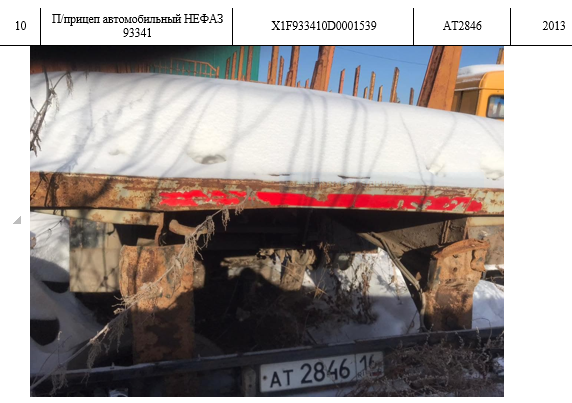 10
П/прицеп автомобильный НЕФАЗ
93341
X1F933410D0001539
АТ2846
2013
АТ 2846 16